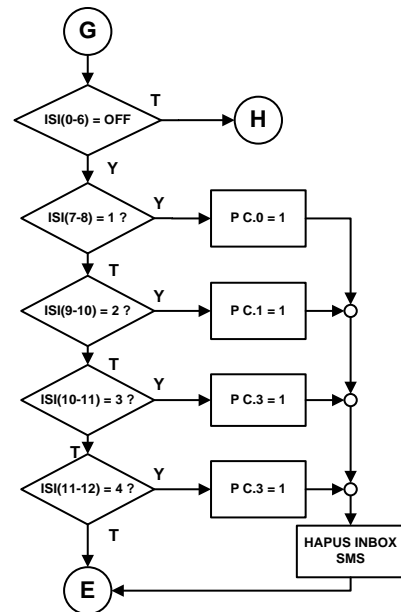 G
ISI(0-6) = OFF
T
H
Y
ISI(7-8) = 1 ?
Y
P C.0 = 1
T
ISI(9-10) = 2 ?
Y
P C.1 = 1
T
ISI(10-11) = 3 ?
Y
P C.3 = 1
T
ISI(11-12) = 4 ?
Y
P C.3 = 1
T
HAPUS INBOX
SMS
E